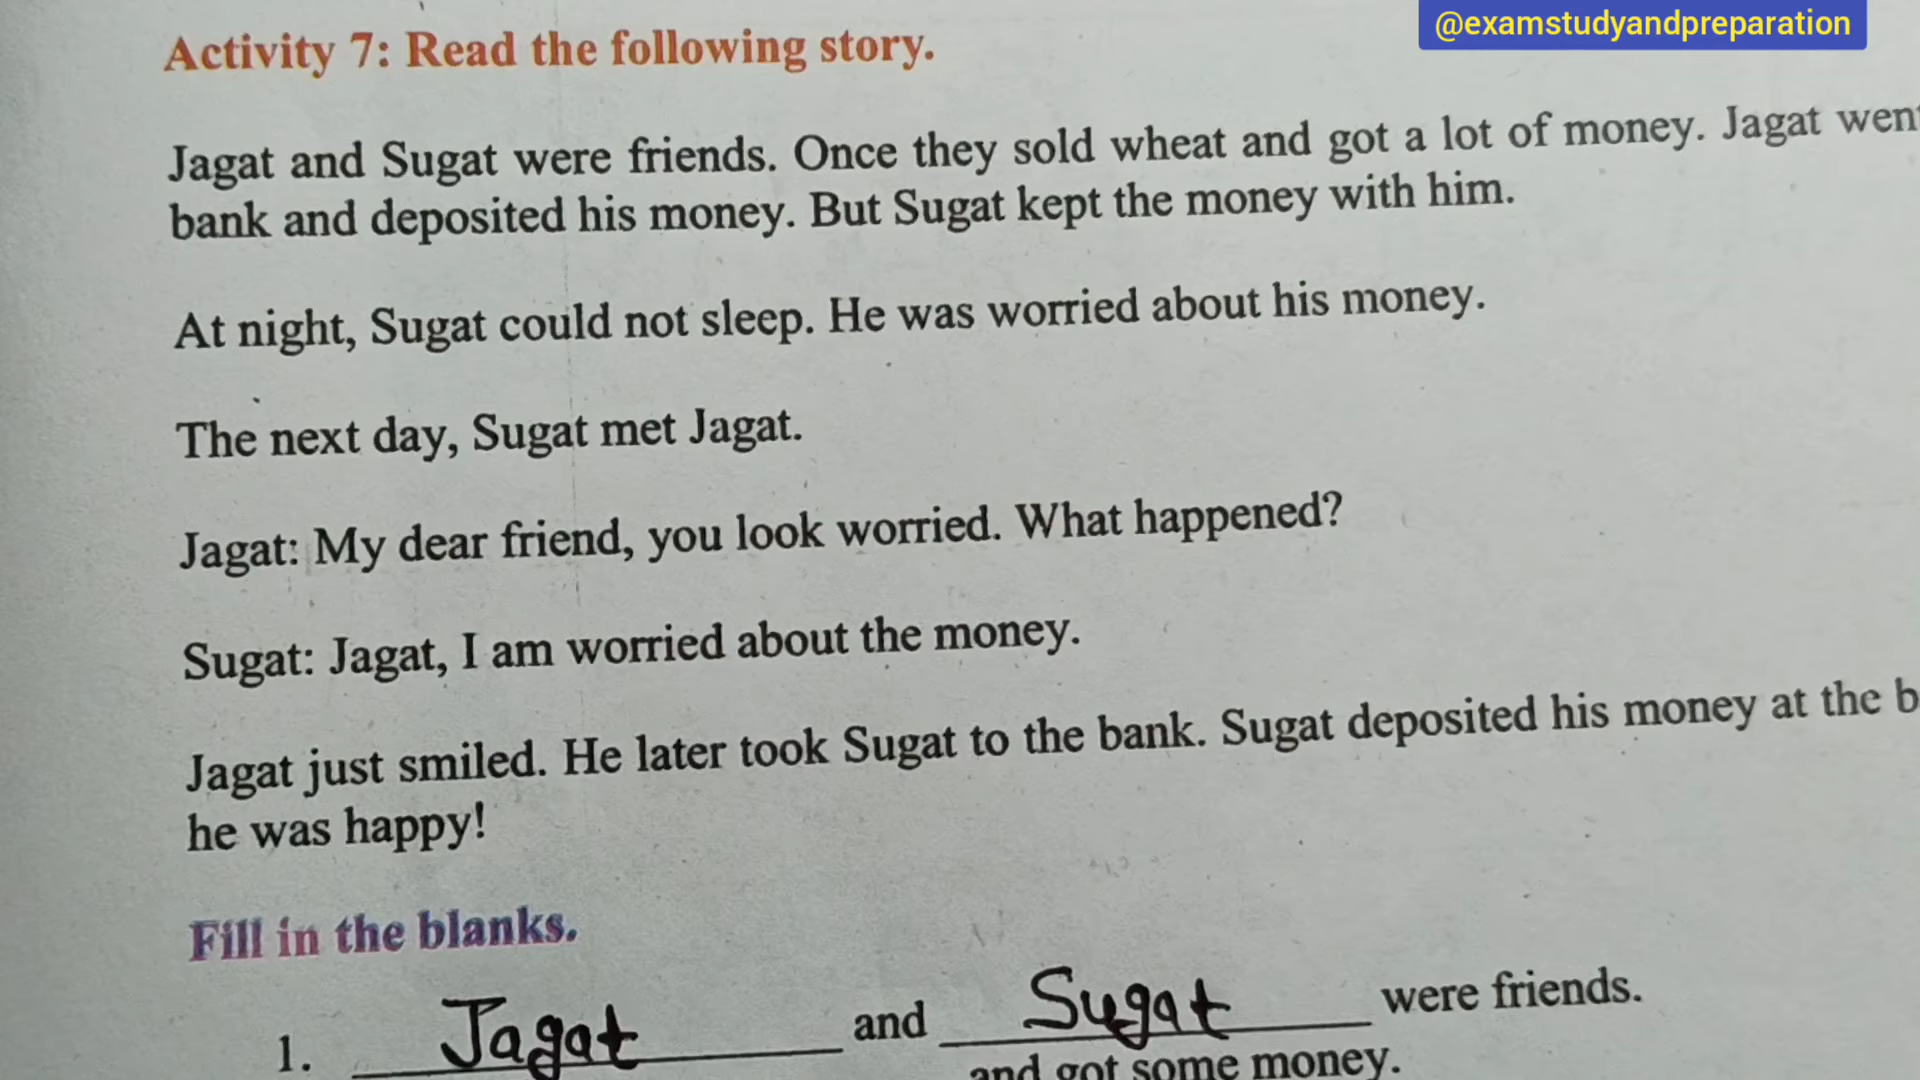 @examstudyandpreparation
Activity 7: Read the following story.
Jagat and Sugat were friends. Once they sold wheat and got a lot of money. Jagat went
bank and deposited his money. But Sugat kept the money with him.
At night, Sugat could not sleep. He was worried about his money.
The next day, Sugat met Jagat.
Jagat: My dear friend, you look worried. What happened?
Sugat: Jagat, I am worried about the money.
Jagat just smiled. He later took Sugat to the bank. Sugat deposited his money at the b
he was happy!
Fill in the blanks.
1. Jagat and Sugat were friends.
and got some money.